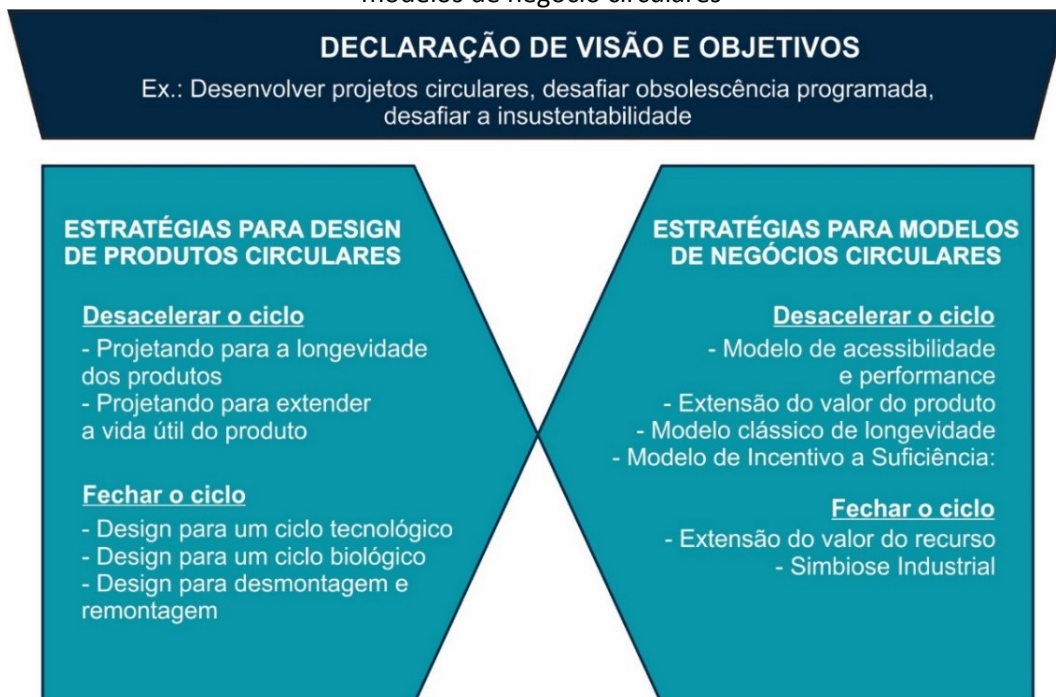 modelos de negócio circulares
DECLARAÇÃO DE VISÃO E OBJETIVOS
Ex.: Desenvolver projetos circulares, desafiar obsolescência programada,
desafiar a insustentabilidade
ESTRATÉGIAS PARA DESIGN
DE PRODUTOS CIRCULARES
Desacelerar o ciclo
- Projetando para a longevidade
dos produtos
- Projetando para extender
a vida útil do produto
Fechar o ciclo
- Design para um ciclo tecnológico
- Design para um ciclo biológico
- Design para desmontagem e
remontagem
ESTRATÉGIAS PARA MODELOS
DE NEGÓCIOS CIRCULARES
Desacelerar o ciclo
- Modelo de acessibilidade
e performance
- Extensão do valor do produto
- Modelo clássico de longevidade
- Modelo de Incentivo a Suficiência:
Fechar o ciclo
- Extensão do valor do recurso
- Simbiose Industrial